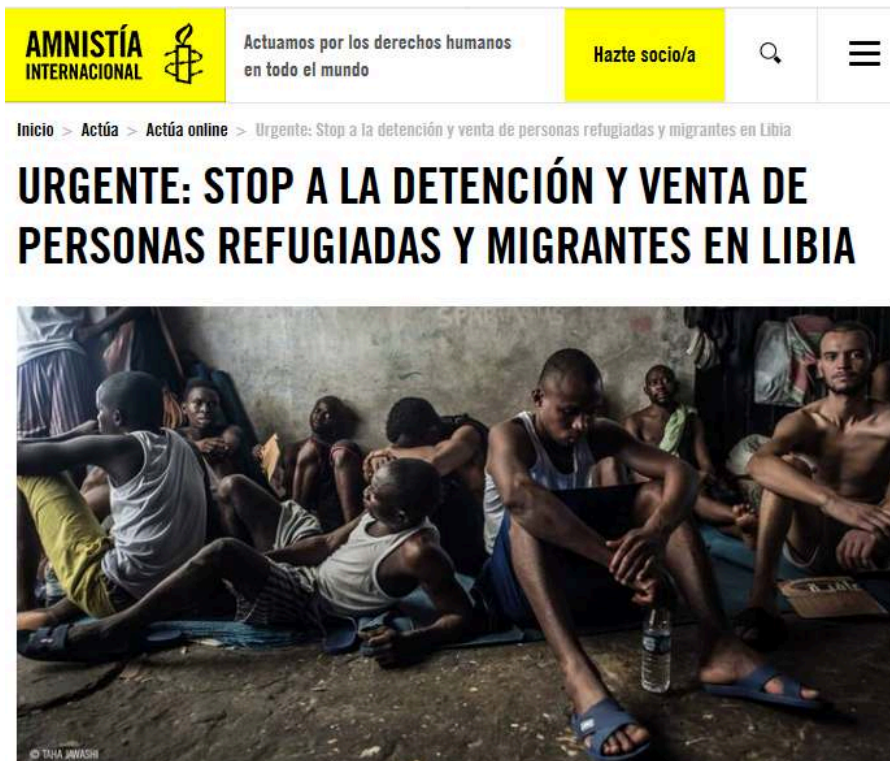 AMNISTÍA
INTERNACIONAL
Actuamos por los derechos humanos
en todo el mundo
Hazte socio/a
Inicio > Actúa > Actúa online > Urgente: Stop a la detención y venta de personas refugiadas y migrantes en Libia
URGENTE: STOP A LA DETENCIÓN Y VENTA DE
PERSONAS REFUGIADAS Y MIGRANTES EN LIBIA
© TAHA JAWASHI